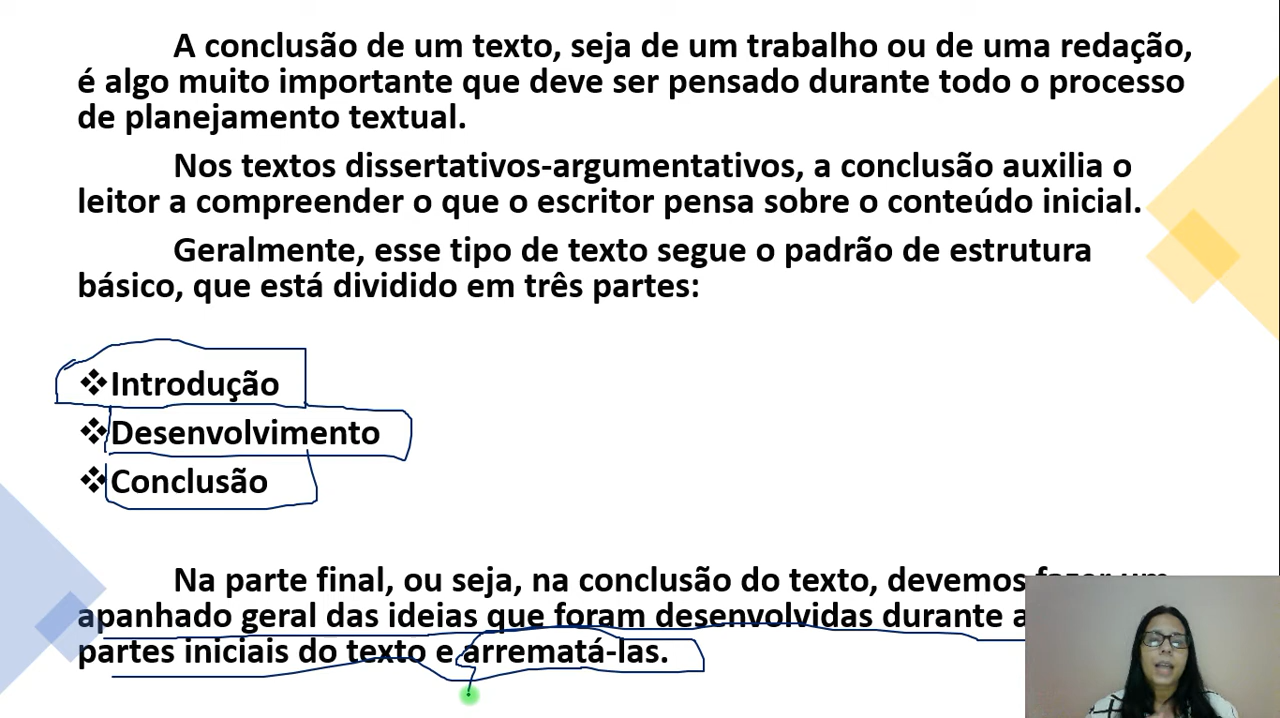 A conclusão de um texto, seja de um trabalho ou de uma redação,
é algo muito importante que deve ser pensado durante todo o processo
de planejamento textual.
Nos textos dissertativos-argumentativos, a conclusão auxilia o
leitor a compreender o que o escritor pensa sobre o conteúdo inicial.
Geralmente, esse tipo de texto segue o padrão de estrutura
básico, que está dividido em três partes:
❖Introdução
❖Desenvolvimento
❖Conclusão
Na parte final, ou seja, na conclusão do texto, devemos fazer um
apanhado geral das ideias que foram desenvolvidas durante
partes iniciais do texto e arrematá-las.